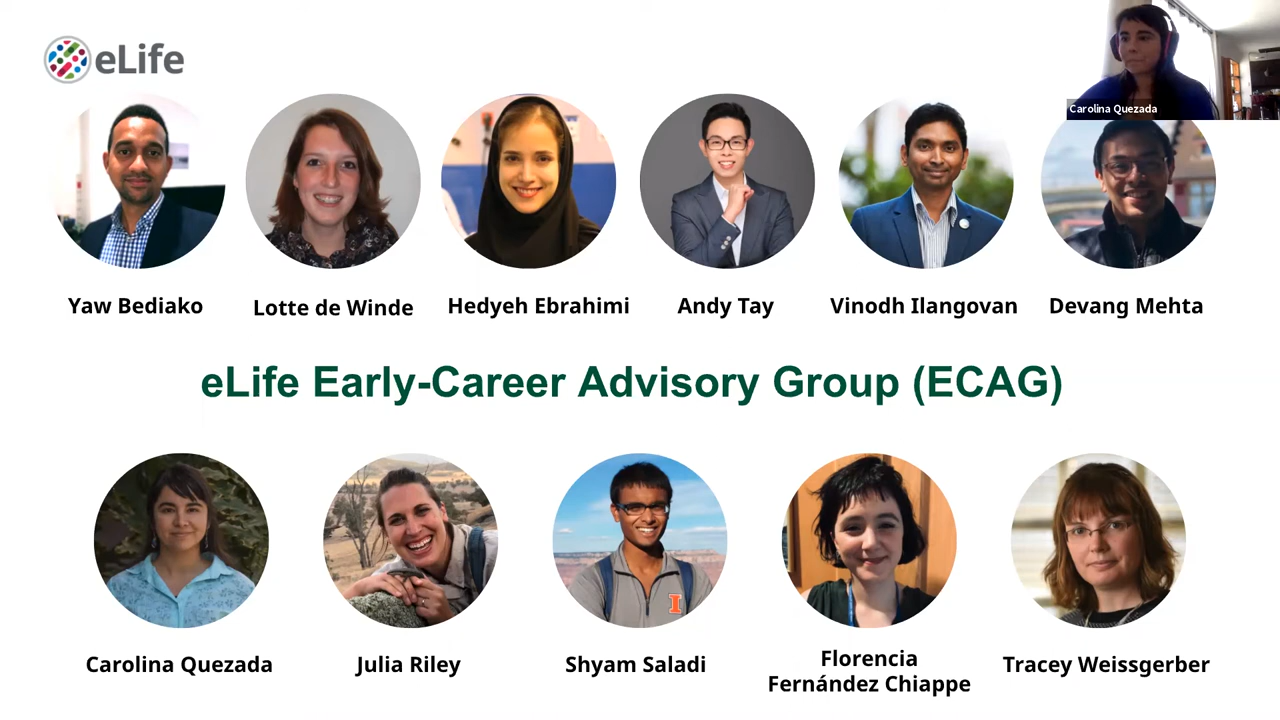 eLife
Carolina Quezada
Yaw Bediako
Lotte de Winde
Hedyeh Ebrahimi
Andy Tay
Vinodh Ilangovan
Devang Mehta
eLife Early-Career Advisory Group (ECAG)
I
Carolina Quezada
Julia Riley
Shyam Saladi
Florencia
Fernández Chiappe
Tracey Weissgerber